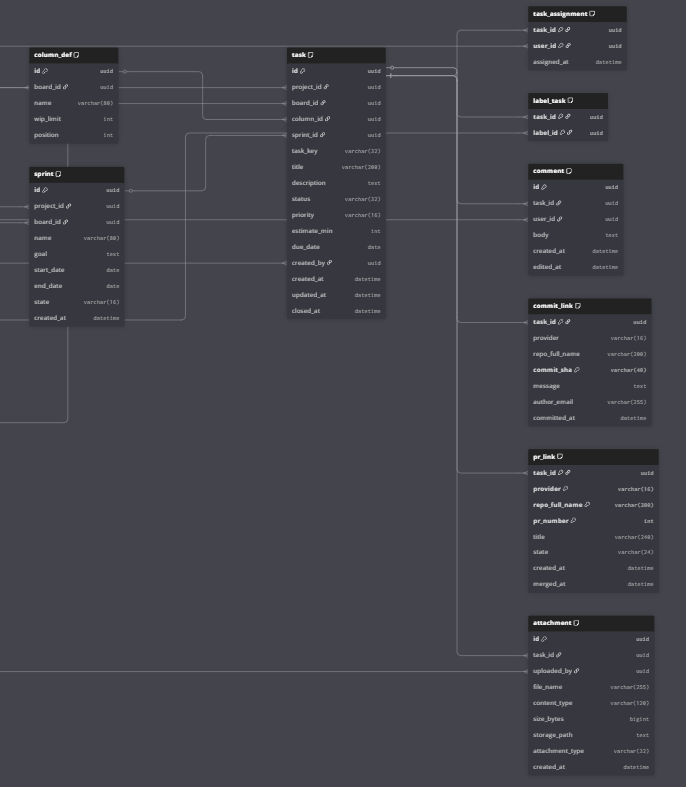 column_def
id uuid
board_id uuid
name varchar(80)
wip_limit int
position int
sprint
id uuid
project_id uuid
board_id uuid
name varchar(80)
goal text
start_date date
end_date date
state varchar(16)
created_at datetime
task
id uuid
project_id uuid
board_id uuid
column_id uuid
sprint_id uuid
task_key varchar(32)
title varchar(200)
description text
status varchar(32)
priority varchar(16)
estimate_min int
due_date date
created_by uuid
created_at datetime
updated_at datetime
closed_at datetime
task_assignment
task_id uuid
user_id uuid
assigned_at datetime
label_task
task_id uuid
label_id uuid
comment
id uuid
task_id uuid
user_id uuid
body text
created_at datetime
edited_at datetime
commit_link
task_id uuid
provider varchar(16)
repo_full_name varchar(200)
commit_sha varchar(40)
message text
author_email varchar(255)
committed_at datetime
pr_link
task_id uuid
provider varchar(16)
repo_full_name varchar(200)
pr_number int
title varchar(240)
state varchar(24)
created_at datetime
merged_at datetime
attachment
id uuid
task_id uuid
uploaded_by uuid
file_name varchar(255)
content_type varchar(120)
size_bytes bigint
storage_path text
attachment_type varchar(32)
created_at datetime